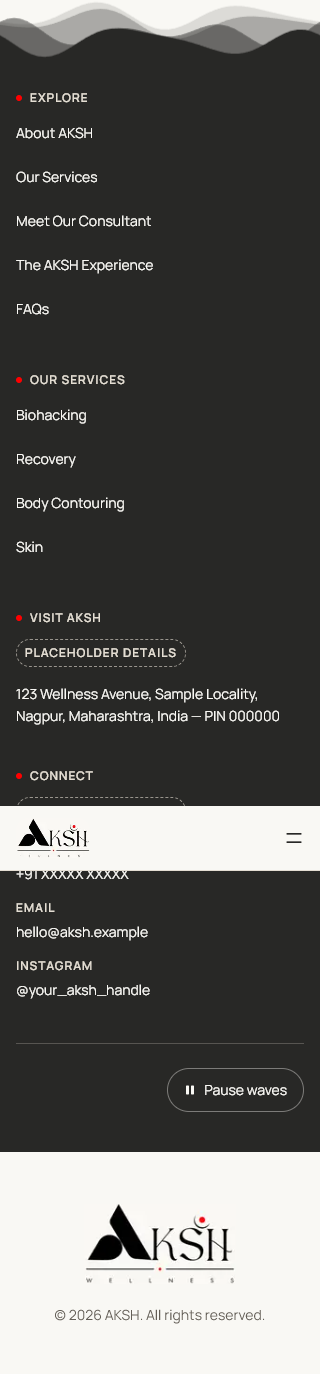 EXPLORE
About AKSH
Our Services
Meet Our Consultant
The AKSH Experience
FAQs
OUR SERVICES
Biohacking
Recovery
Body Contouring
Skin
VISIT AKSH
PLACEHOLDER DETAILS
123 Wellness Avenue, Sample Locality,
Nagpur, Maharashtra, India — PIN 000000
CONNECT
AKSH
WELLNESS
+91 XXXXX XXXXX
EMAIL
hello@aksh.example
INSTAGRAM
@your_aksh_handle
Pause waves
AKSH
WELLNESS
© 2026 AKSH. All rights reserved.